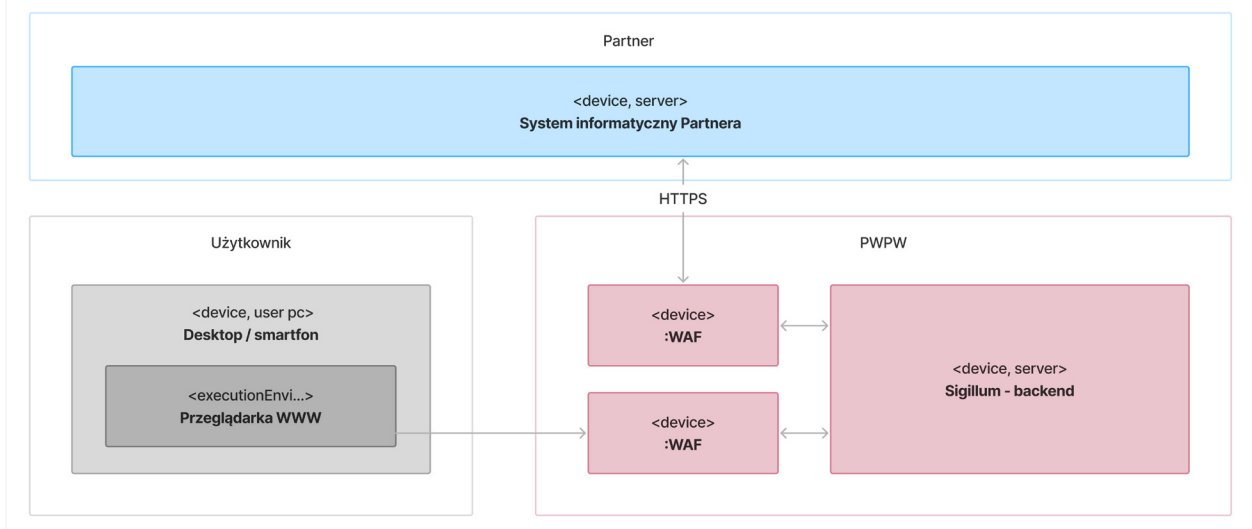 Partner
<device, server>
System informatyczny Partnera
HTTPS
Użytkownik
<device, user pc>
Desktop / smartfon
<executionEnvi...>
Przeglądarka WWW
PWPW
<device>
:WAF
<device>
:WAF
<device, server>
Sigillum - backend